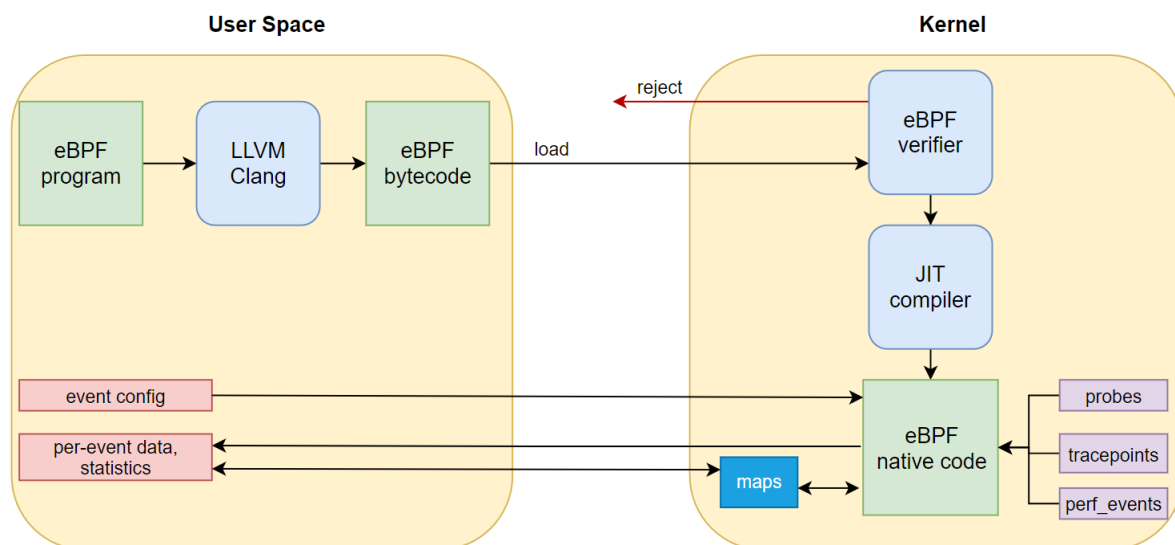 User Space
Kernel
reject
eBPF
program
LLVM
Clang
eBPF
bytecode
load
eBPF
verifier
JIT
compiler
event config
per-event data,
statistics
maps
eBPF
native code
probes
tracepoints
perf_events